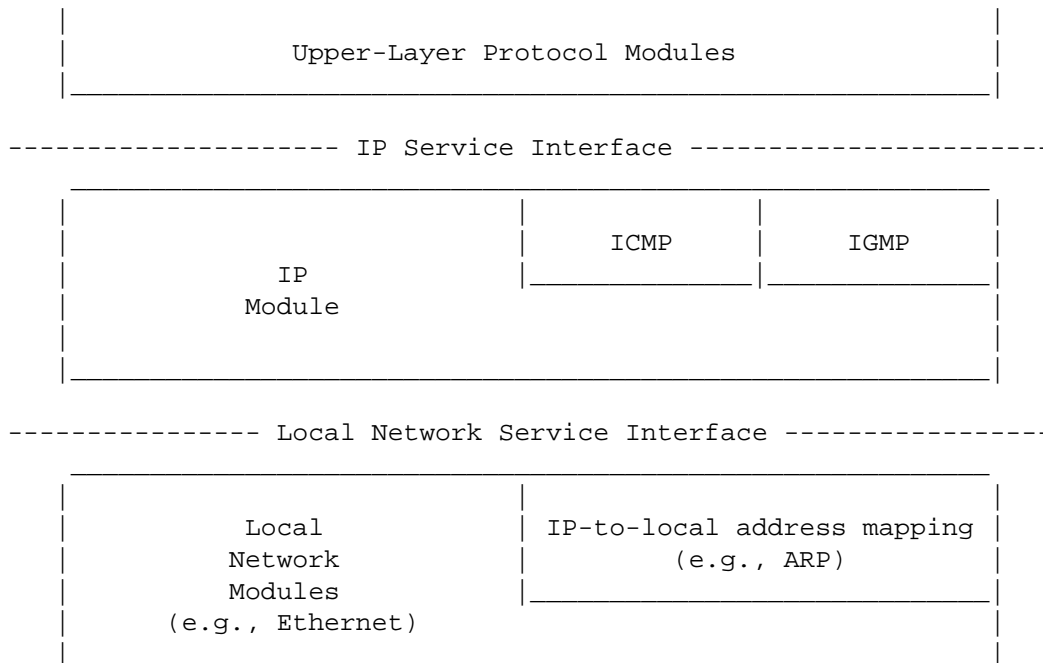 Upper-Layer Protocol Modules
IP Service Interface
ICMP IGMP
IP
Module
Local Network Service Interface
Local IP-to-local address mapping
Network (e.g., ARP)
Modules
(e.g., Ethernet)